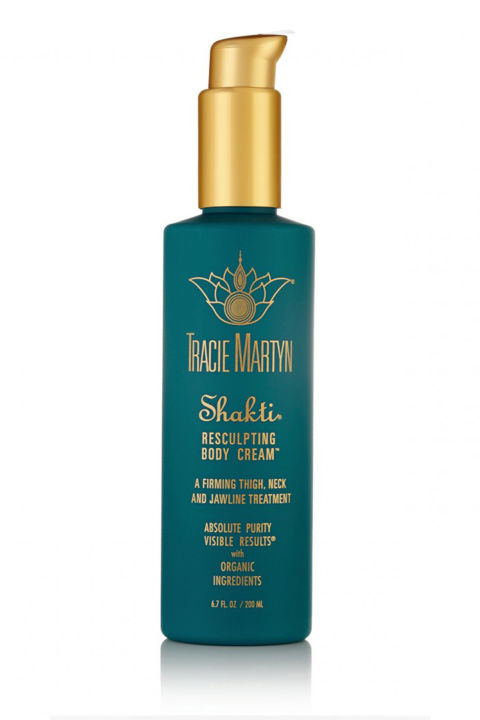 ®
TRACIE MARTYN
Shakti®
RESCULPTING
BODY CREAM™
A FIRMING THIGH, NECK
AND JAWLINE TREATMENT
ABSOLUTE PURITY
VISIBLE RESULTS®
with
ORGANIC
INGREDIENTS
6.7 FL. OZ / 200 ML